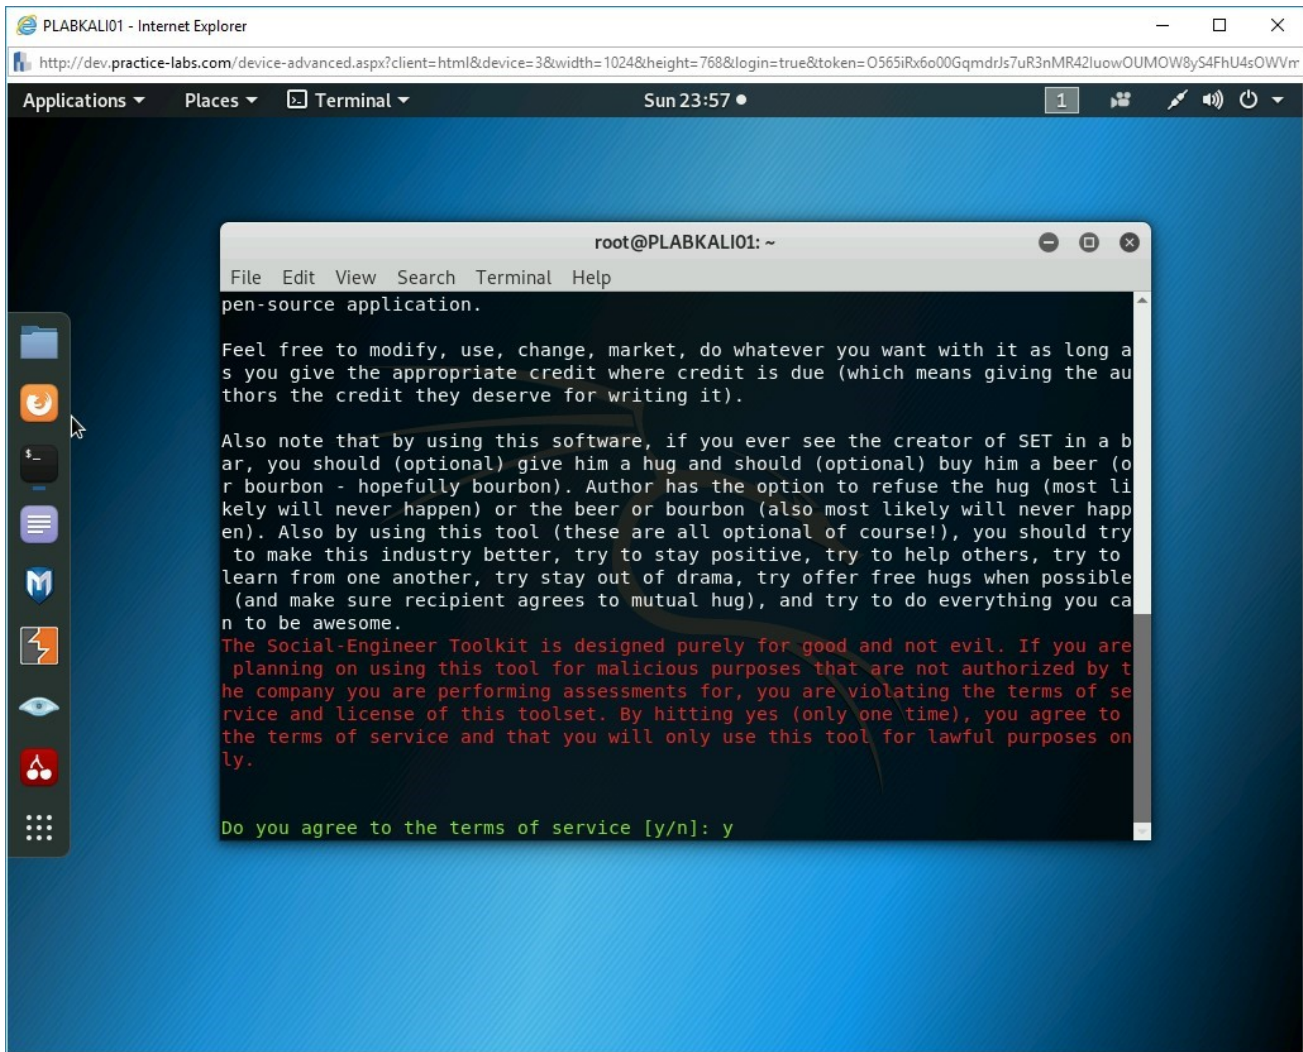 PLABKALI01 - Internet Explorer
http://dev.practice-labs.com/device-advanced.aspx?client=html&device=3&width=1024&height=768&login=true&token=O565iRx6o00GqmdrJs7uR3nMR42IuowOUMOW8yS4FhU4sOWVm
Applications Places Terminal Sun 23:57 1
root@PLABKALI01: ~
File Edit View Search Terminal Help
pen-source application.
Feel free to modify, use, change, market, do whatever you want with it as long a
s you give the appropriate credit where credit is due (which means giving the au
thors the credit they deserve for writing it).
Also note that by using this software, if you ever see the creator of SET in a b
ar, you should (optional) give him a hug and should (optional) buy him a beer (o
r bourbon - hopefully bourbon). Author has the option to refuse the hug (most li
kely will never happen) or the beer or bourbon (also most likely will never happ
en). Also by using this tool (these are all optional of course!), you should try
 to make this industry better, try to stay positive, try to help others, try to
learn from one another, try stay out of drama, try offer free hugs when possible
 (and make sure recipient agrees to mutual hug), and try to do everything you ca
n to be awesome.
The Social-Engineer Toolkit is designed purely for good and not evil. If you are
 planning on using this tool for malicious purposes that are not authorized by t
he company you are performing assessments for, you are violating the terms of se
rvice and license of this toolset. By hitting yes (only one time), you agree to
the terms of service and that you will only use this tool for lawful purposes on
ly.
Do you agree to the terms of service [y/n]: y
$_